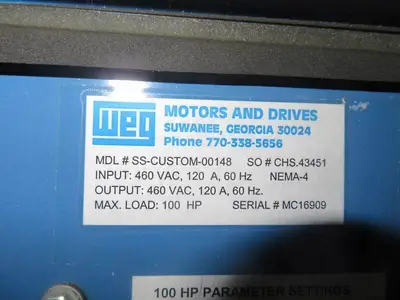 weg MOTORS AND DRIVES
SUWANEE, GEORGIA 30024
Phone 770-338-5656
MDL # SS-CUSTOM-00148 SO # CHS.43451
INPUT: 460 VAC, 120 A, 60 Hz NEMA-4
OUTPUT: 460 VAC, 120 A, 60 Hz.
MAX. LOAD: 100 HP SERIAL # MC16909
100 HP PARAMETER SETTINGS